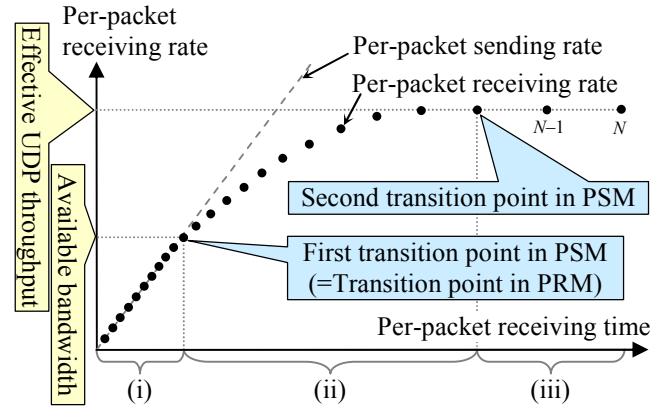 Per-packet
receiving rate
Effective UDP throughput
Available bandwidth
Per-packet sending rate
Per-packet receiving rate
N–1
N
Second transition point in PSM
First transition point in PSM
(=Transition point in PRM)
Per-packet receiving time
(i)
(ii)
(iii)